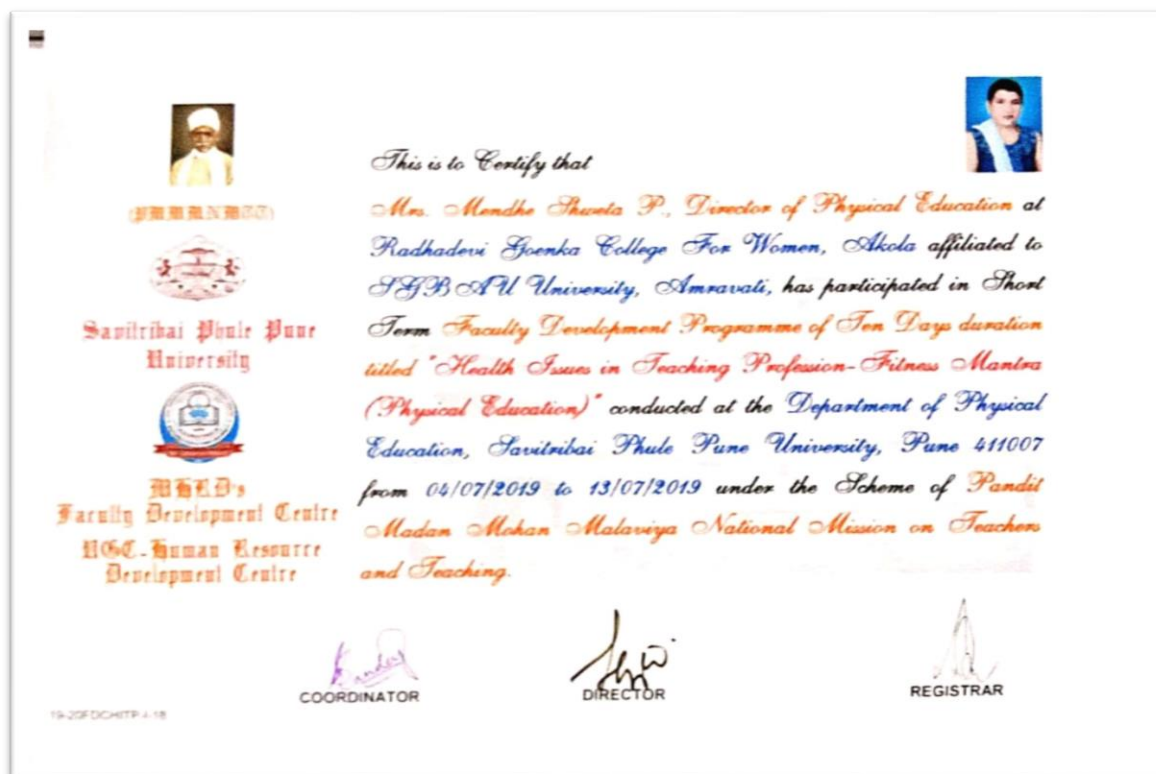 (PMMMNMTT)
Savitribai Phule Pune
University
MHRD's
Faculty Development Centre
UGC-Human Resource
Development Centre
This is to Certify that
Mrs. Mendhe Shweta P., Director of Physical Education at
Radhadevi Goenka College For Women, Akola affiliated to
SGBAU University, Amravati, has participated in Short
Term Faculty Development Programme of Ten Days duration
titled "Health Issues in Teaching Profession-Fitness Mantra
(Physical Education)" conducted at the Department of Physical
Education, Savitribai Phule Pune University, Pune 411007
from 04/07/2019 to 13/07/2019 under the Scheme of Pandit
Madan Mohan Malaviya National Mission on Teachers
and Teaching.
COORDINATOR
DIRECTOR
REGISTRAR